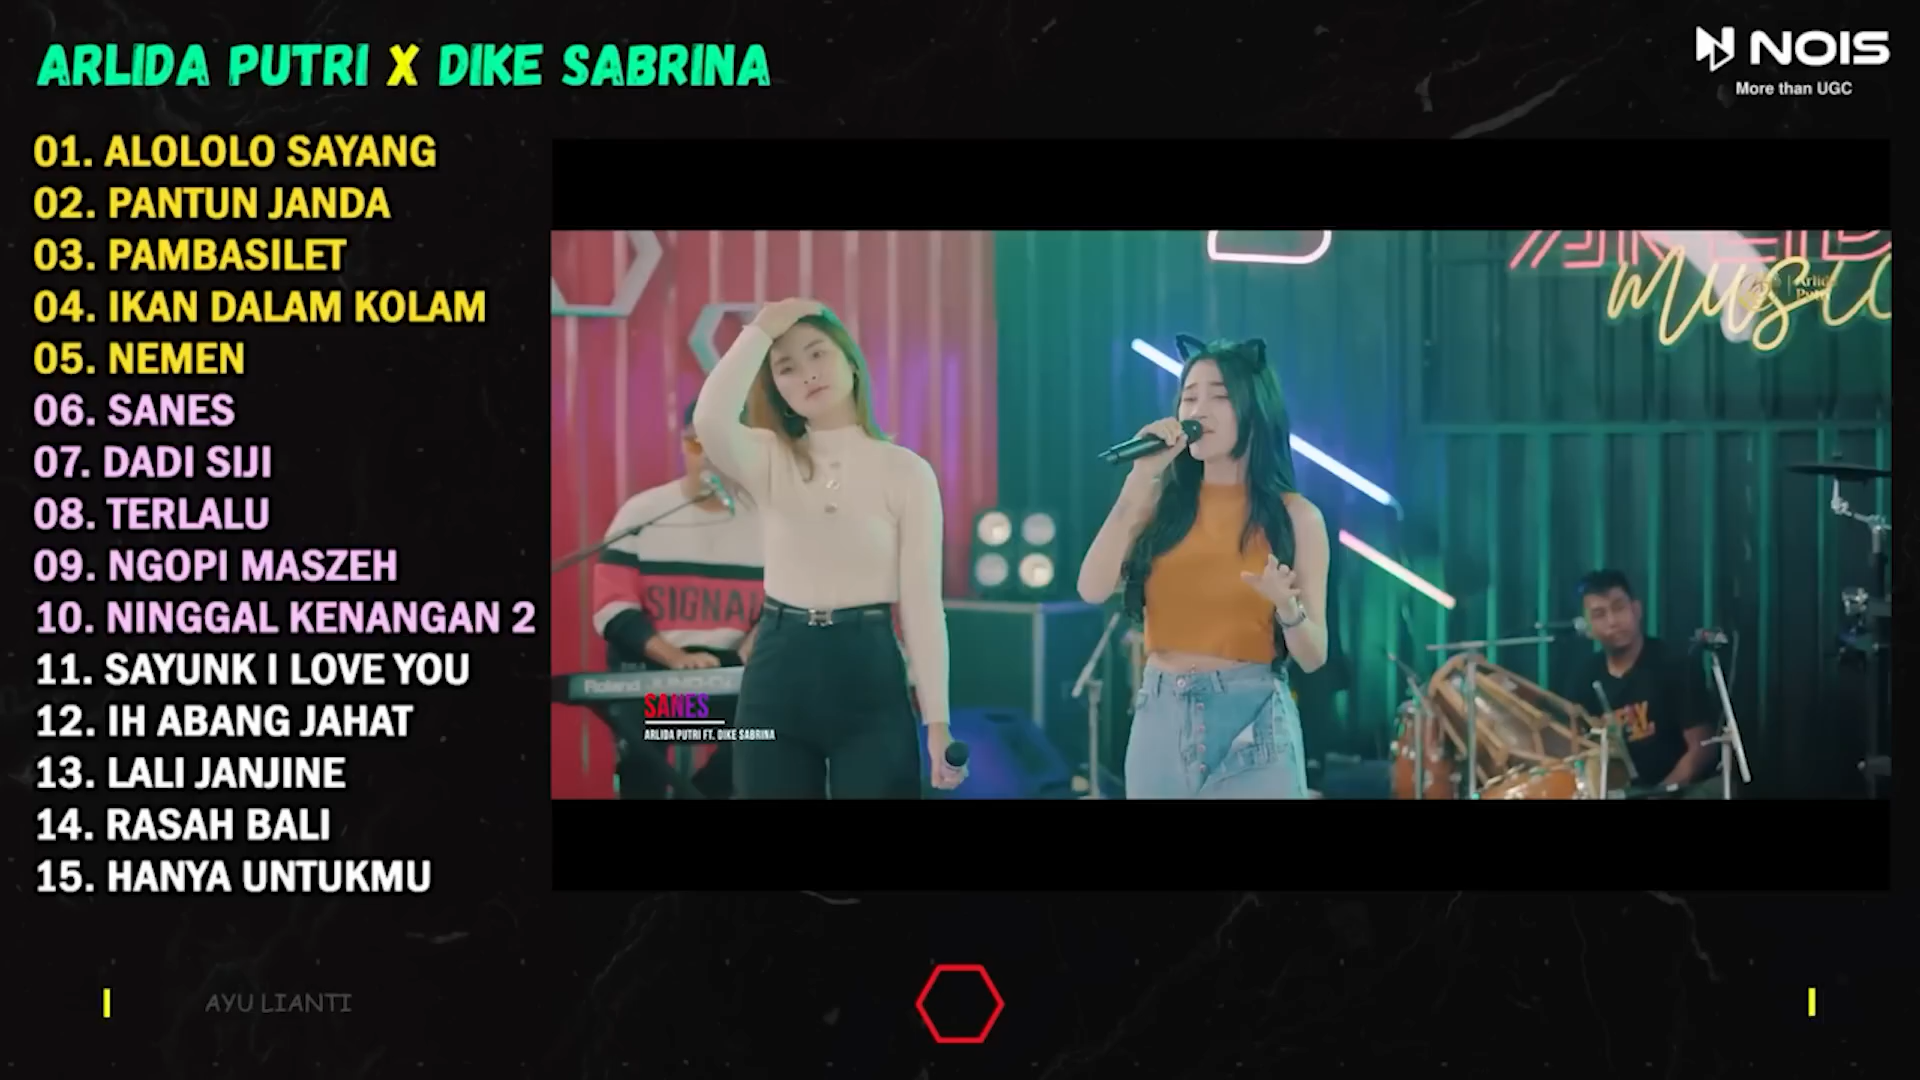 ARLIDA PUTRI X DIKE SABRINA
NOIS
More than UGC
01. ALOLOLO SAYANG
02. PANTUN JANDA
03. PAMBASILET
04. IKAN DALAM KOLAM
05. NEMEN
06. SANES
07. DADI SIJI
08. TERLALU
09. NGOPI MASZEH
10. NINGGAL KENANGAN 2
11. SAYUNK I LOVE YOU
12. IH ABANG JAHAT
13. LALI JANJINE
14. RASAH BALI
15. HANYA UNTUKMU
music
Arlida
Putri
SIGNAL
Roland
SANES
ARLIDA PUTRI FT. DIKE SABRINA
AYU LIANTI